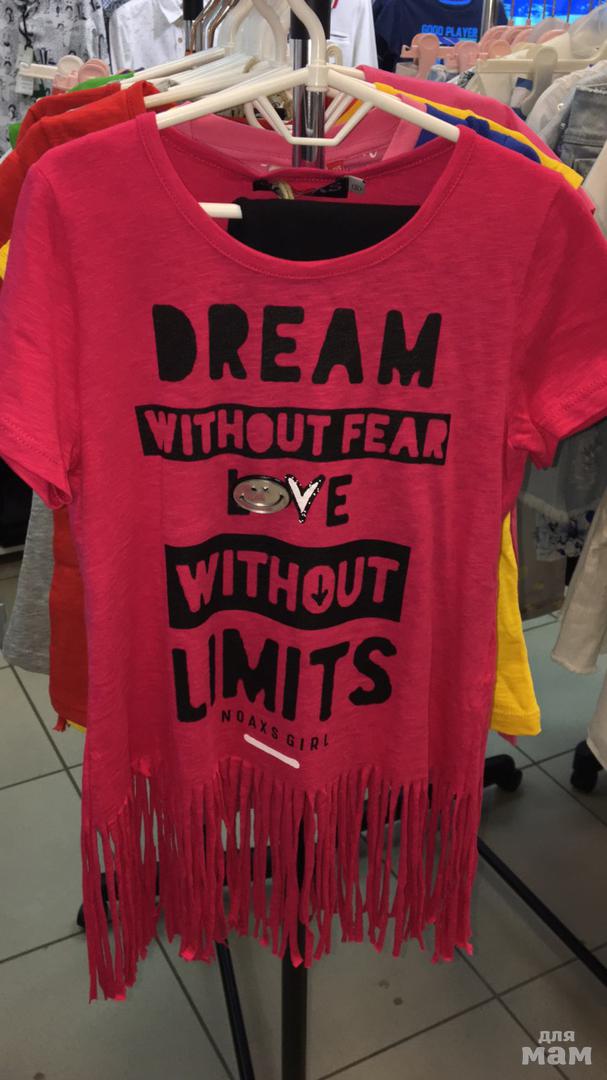 GOOD PLAYER
DREAM
WITHOUT FEAR
LOVE
WITHOUT
LIMITS
NOAXS GIRL
для
мам